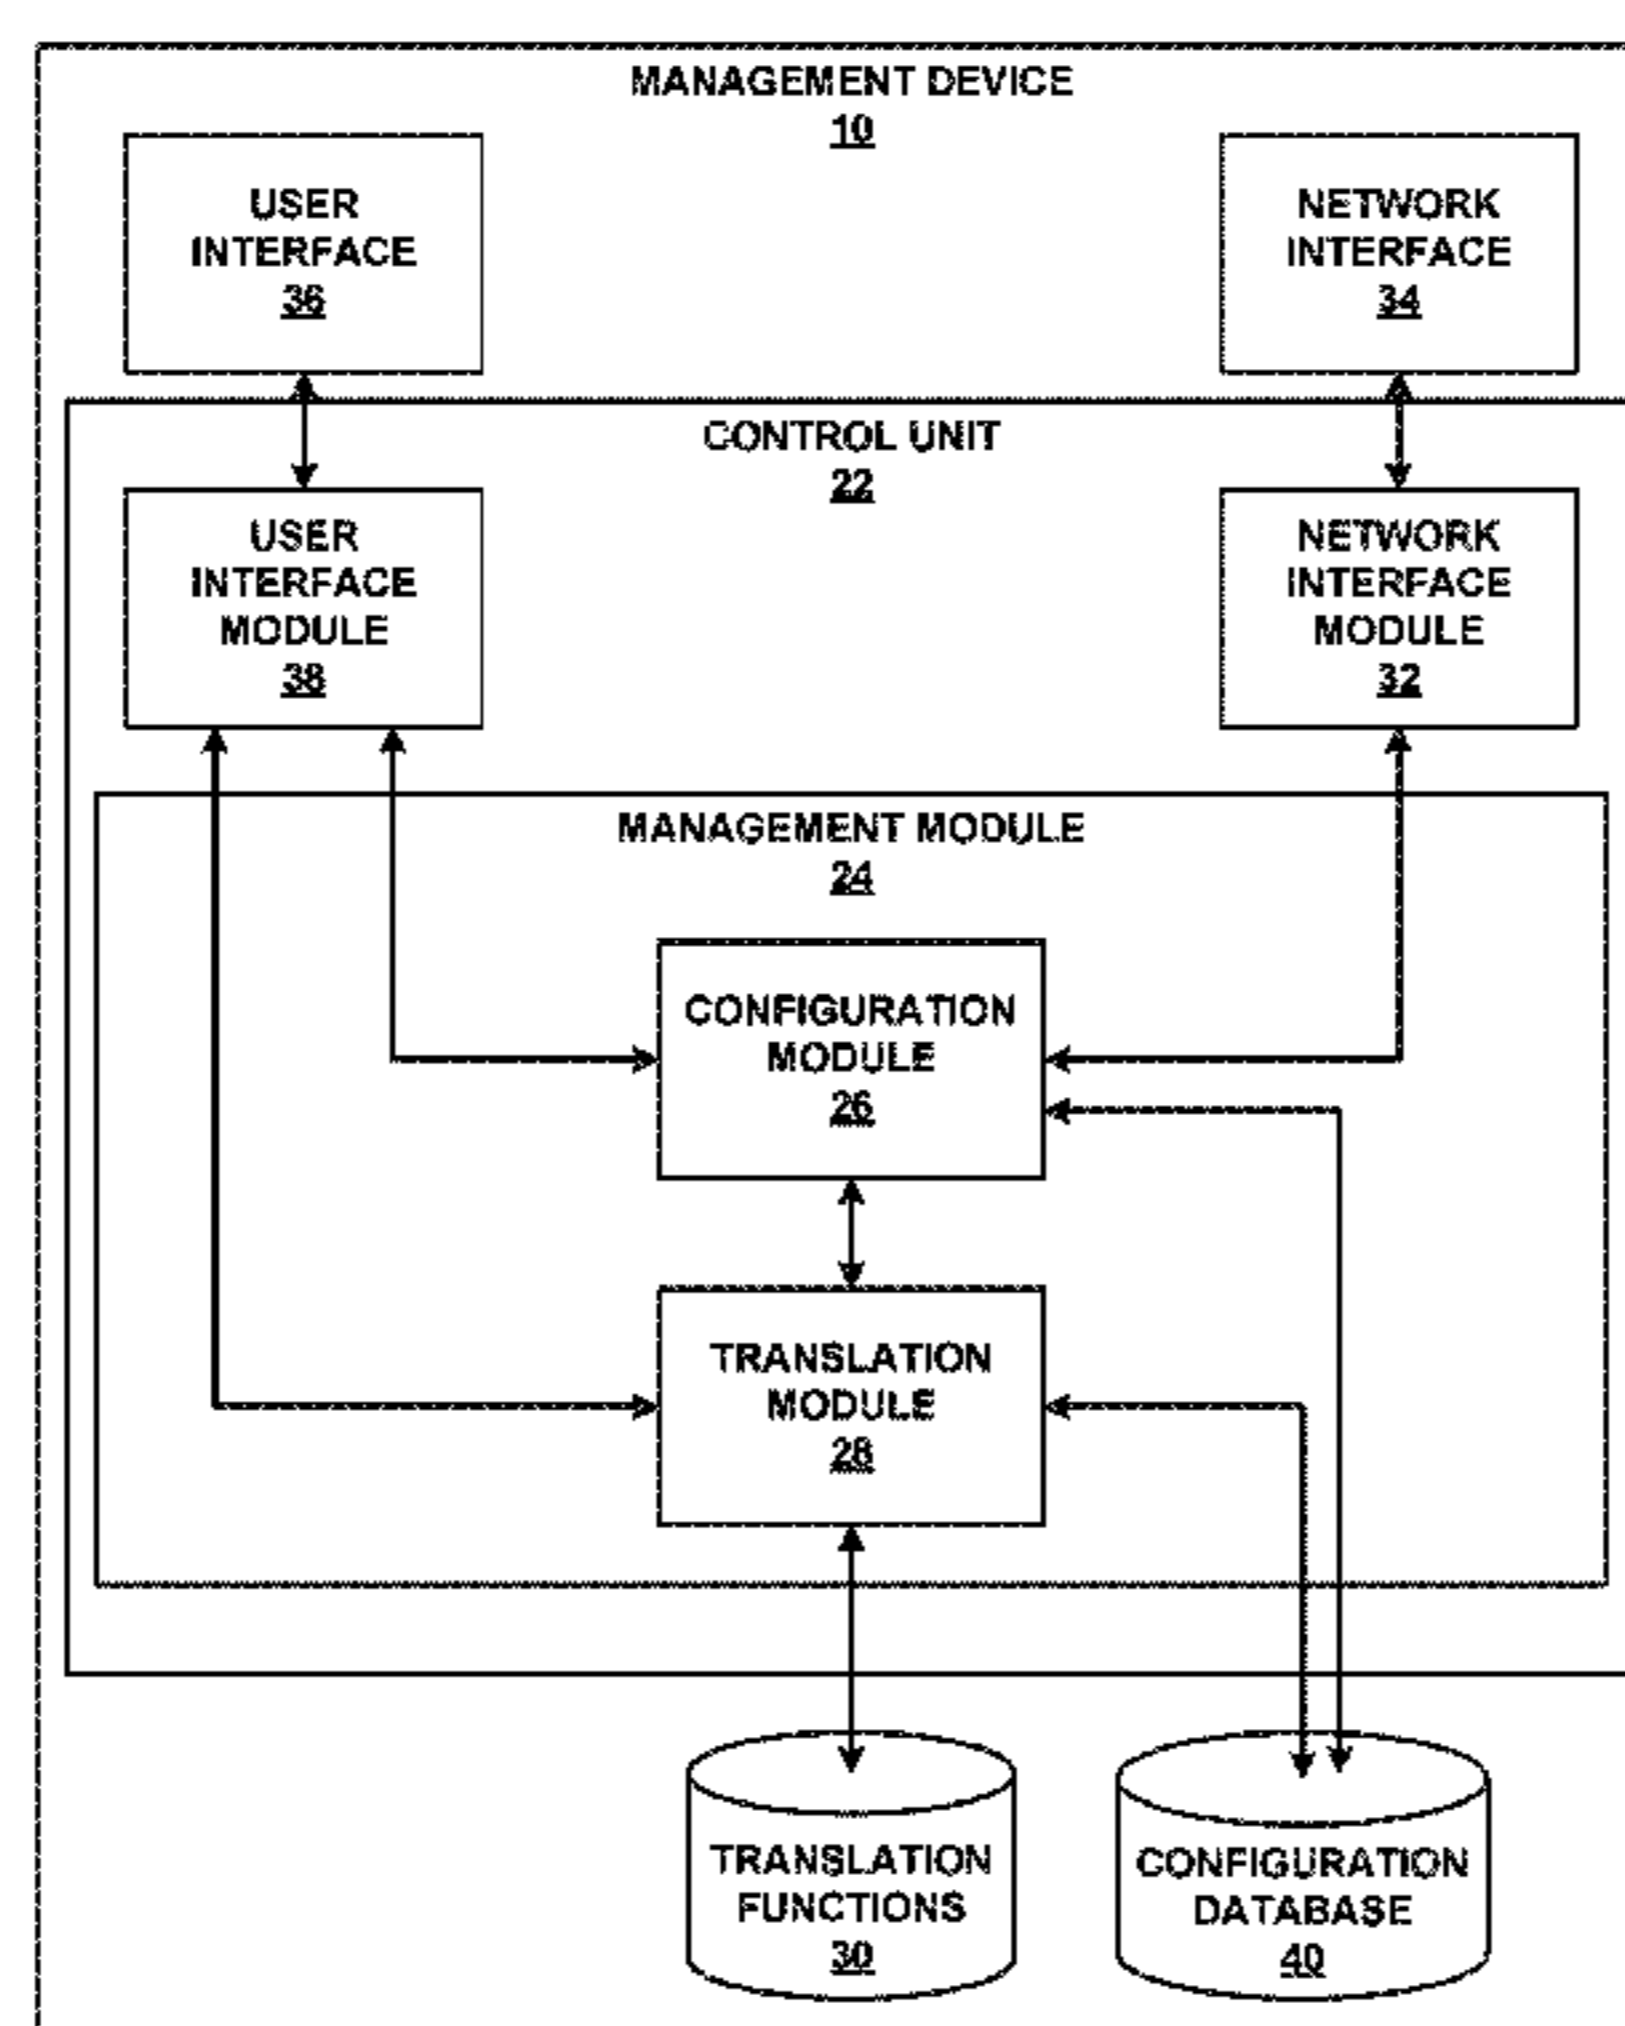 MANAGEMENT DEVICE
10
USER
INTERFACE
36
NETWORK
INTERFACE
34
CONTROL UNIT
22
USER
INTERFACE
MODULE
38
NETWORK
INTERFACE
MODULE
32
MANAGEMENT MODULE
24
CONFIGURATION
MODULE
26
TRANSLATION
MODULE
28
TRANSLATION
FUNCTIONS
30
CONFIGURATION
DATABASE
40